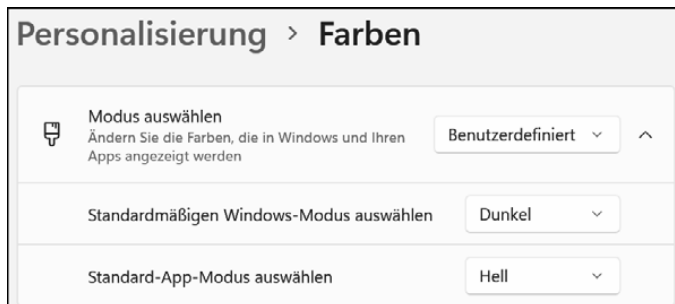 Personalisierung > Farben
Modus auswählen
Ändern Sie die Farben, die in Windows und Ihren
Apps angezeigt werden
Benutzerdefiniert
Standardmäßigen Windows-Modus auswählen
Dunkel
Standard-App-Modus auswählen
Hell